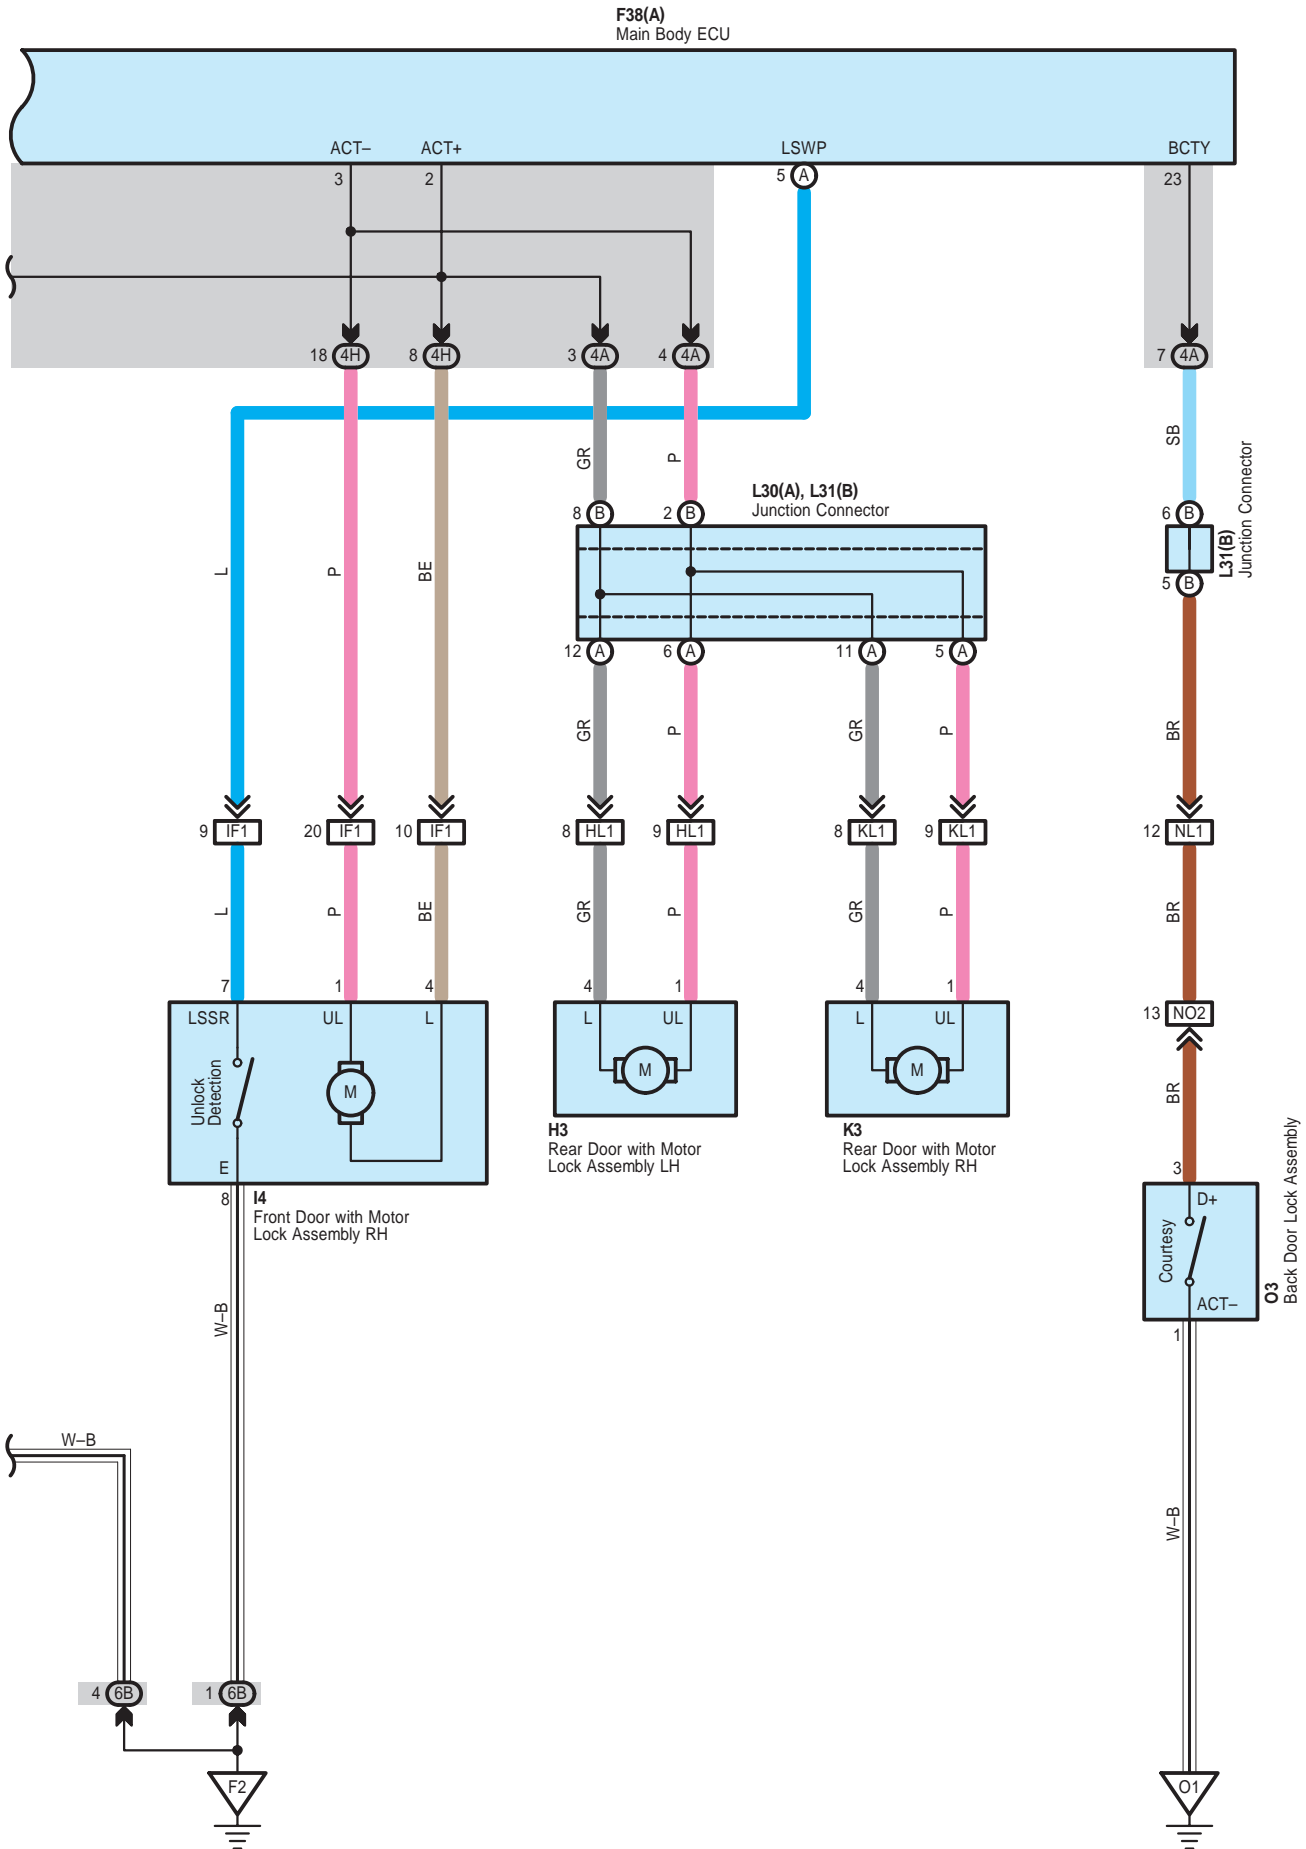 F38(A)
Main Body ECU
ACT– ACT+ LSWP BCTY
3 2 5 A 23
18 4H 8 4H 3 4A 4 4A 7 4A
GR P SB
L30(A), L31(B)
Junction Connector
8 B 2 B 6 B
L31(B)
Junction Connector
5 B
L P BE
12 A 6 A 11 A 5 A
GR P GR P BR
9 IF1 20 IF1 10 IF1 8 HL1 9 HL1 8 KL1 9 KL1 12 NL1
L P BE GR P GR P BR
7 1 4 4 1 4 1
13 NO2
LSSR UL L L UL L UL
Unlock
Detection
M M M
BR
H3
Rear Door with Motor
Lock Assembly LH
K3
Rear Door with Motor
Lock Assembly RH
E 3
8 I4
Front Door with Motor
Lock Assembly RH
D+
Courtesy
ACT–
O3
Back Door Lock Assembly
W–B 1
W–B
W–B
4 6B 1 6B
F2 O1